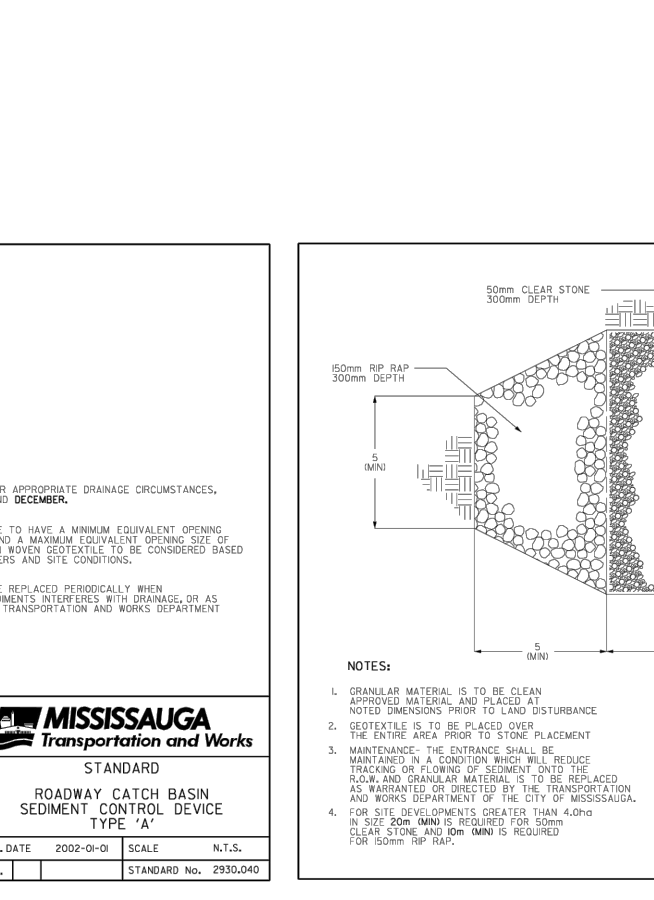 R APPROPRIATE DRAINAGE CIRCUMSTANCES,
ND DECEMBER.
E TO HAVE A MINIMUM EQUIVALENT OPENING
ND A MAXIMUM EQUIVALENT OPENING SIZE OF
N WOVEN GEOTEXTILE TO BE CONSIDERED BASED
ERS AND SITE CONDITIONS.
E REPLACED PERIODICALLY WHEN
DIMENTS INTERFERES WITH DRAINAGE, OR AS
TRANSPORTATION AND WORKS DEPARTMENT
MISSISSAUGA
Transportation and Works
STANDARD
ROADWAY CATCH BASIN
SEDIMENT CONTROL DEVICE
TYPE 'A'
. DATE 2002-01-01 SCALE N.T.S.
. STANDARD No. 2930.040
50mm CLEAR STONE
300mm DEPTH
150mm RIP RAP
300mm DEPTH
5
(MIN)
5
(MIN)
NOTES:
1. GRANULAR MATERIAL IS TO BE CLEAN
APPROVED MATERIAL AND PLACED AT
NOTED DIMENSIONS PRIOR TO LAND DISTURBANCE
2. GEOTEXTILE IS TO BE PLACED OVER
THE ENTIRE AREA PRIOR TO STONE PLACEMENT
3. MAINTENANCE- THE ENTRANCE SHALL BE
MAINTAINED IN A CONDITION WHICH WILL REDUCE
TRACKING OR FLOWING OF SEDIMENT ONTO THE
R.O.W. AND GRANULAR MATERIAL IS TO BE REPLACED
AS WARRANTED OR DIRECTED BY THE TRANSPORTATION
AND WORKS DEPARTMENT OF THE CITY OF MISSISSAUGA.
4. FOR SITE DEVELOPMENTS GREATER THAN 4.0ha
IN SIZE 20m (MIN) IS REQUIRED FOR 50mm
CLEAR STONE AND 10m (MIN) IS REQUIRED
FOR 150mm RIP RAP.